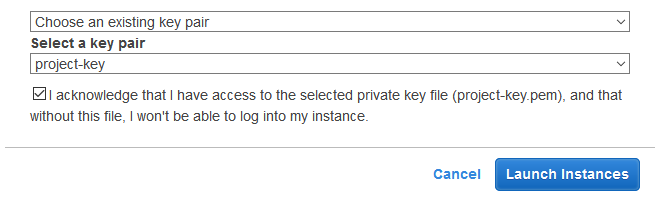 Choose an existing key pair
Select a key pair
project-key
I acknowledge that I have access to the selected private key file (project-key.pem), and that
without this file, I won't be able to log into my instance.
Cancel Launch Instances